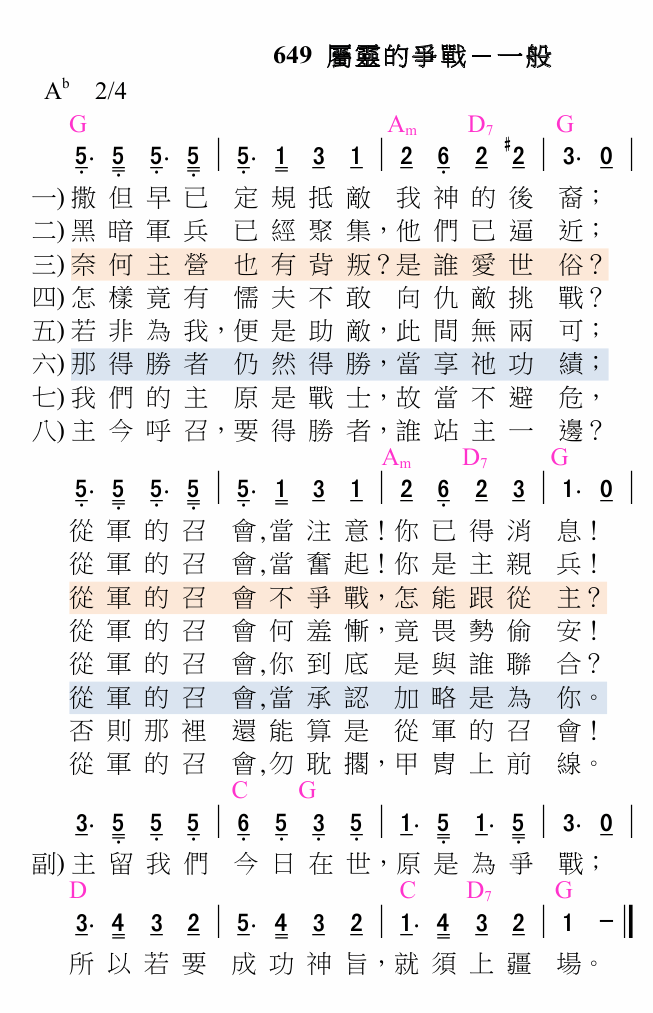 649 屬靈的爭戰－一般
A♭ 2/4
G Am D7 G
5· 5 5· 5 | 5· 1 3 1 | 2 6 2 #2 | 3· 0 |
一)撒但早已 定規抵敵 我神的後裔；
二)黑暗軍兵 已經聚集，他們已逼近；
三)奈何主營 也有背叛？是誰愛世俗？
四)怎樣竟有 懦夫不敢 向仇敵挑戰？
五)若非為我，便是助敵，此間無兩可；
六)那得勝者 仍然得勝，當享祂功績；
七)我們的主 原是戰士，故當不避危，
八)主今呼召，要得勝者，誰站主一邊？
Am D7 G
5· 5 5· 5 | 5· 1 3 1 | 2 6 2 3 | 1· 0 |
從軍的召 會,當注意！你已得消息！
從軍的召 會,當奮起！你是主親兵！
從軍的召 會不爭戰，怎能跟從主？
從軍的召 會何羞慚，竟畏勢偷安！
從軍的召 會,你到底 是與誰聯合？
從軍的召 會,當承認 加略是為你。
否則那裡 還能算是 從軍的召會！
從軍的召 會,勿耽擱，甲冑上前線。
C G
3· 5 5 5 | 6 5 3 5 | 1· 5 1· 5 | 3· 0 |
副)主留我們 今日在世，原是為爭戰；
D C D7 G
3· 4 3 2 | 5· 4 3 2 | 1· 4 3 2 | 1 － ‖
所以若要 成功神旨，就須上疆場。